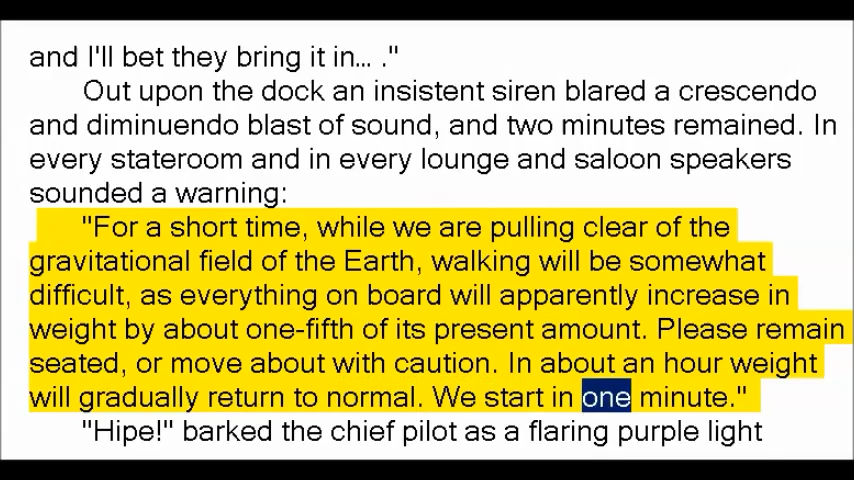 and I'll bet they bring it in... ."
Out upon the dock an insistent siren blared a crescendo
and diminuendo blast of sound, and two minutes remained. In
every stateroom and in every lounge and saloon speakers
sounded a warning:
"For a short time, while we are pulling clear of the
gravitational field of the Earth, walking will be somewhat
difficult, as everything on board will apparently increase in
weight by about one-fifth of its present amount. Please remain
seated, or move about with caution. In about an hour weight
will gradually return to normal. We start in one minute."
"Hipe!" barked the chief pilot as a flaring purple light